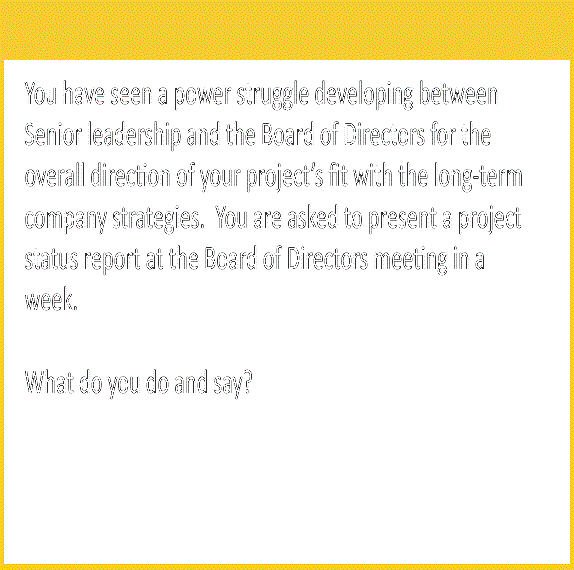 You have seen a power struggle developing between
Senior leadership and the Board of Directors for the
overall direction of your project's fit with the long-term
company strategies.  You are asked to present a project
status report at the Board of Directors meeting in a
week.
What do you do and say?